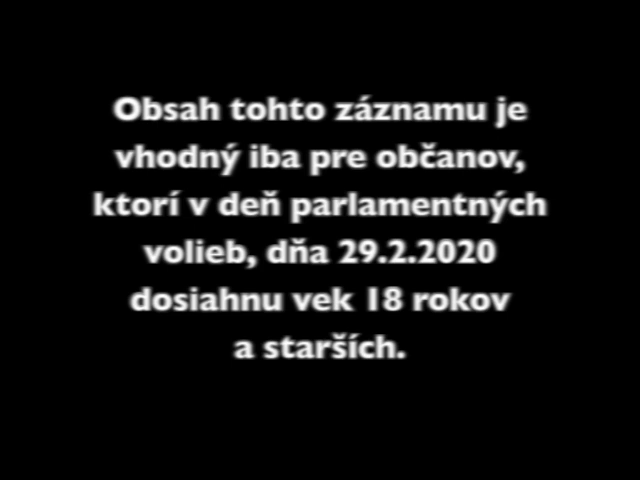 Obsah tohto záznamu je
vhodný iba pre občanov,
ktorí v deň parlamentných
volieb, dňa 29.2.2020
dosiahnu vek 18 rokov
a starších.